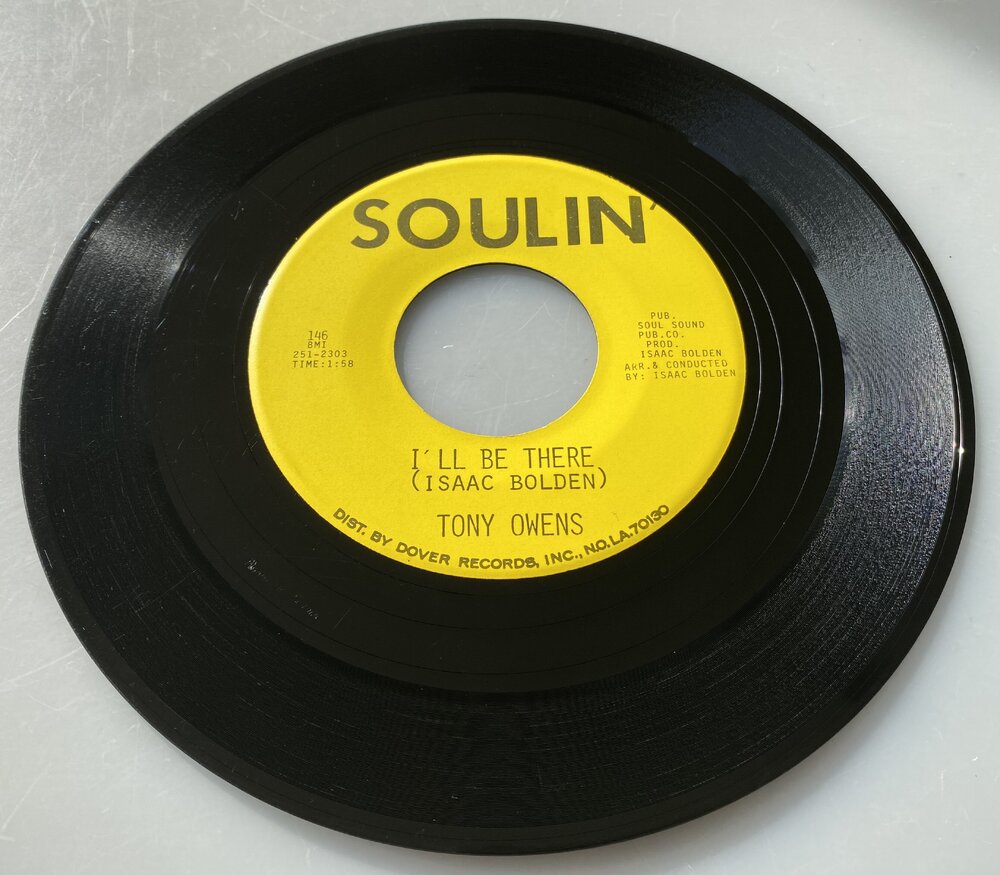 SOULIN'
146
BMI
251-2303
TIME:1:58
PUB.
SOUL SOUND
PUB.CO.
PROD.
ISAAC BOLDEN
ARR.& CONDUCTED
BY: ISAAC BOLDEN
I'LL BE THERE
(ISAAC BOLDEN)
TONY OWENS
DIST. BY DOVER RECORDS, INC., N.O. LA. 70130